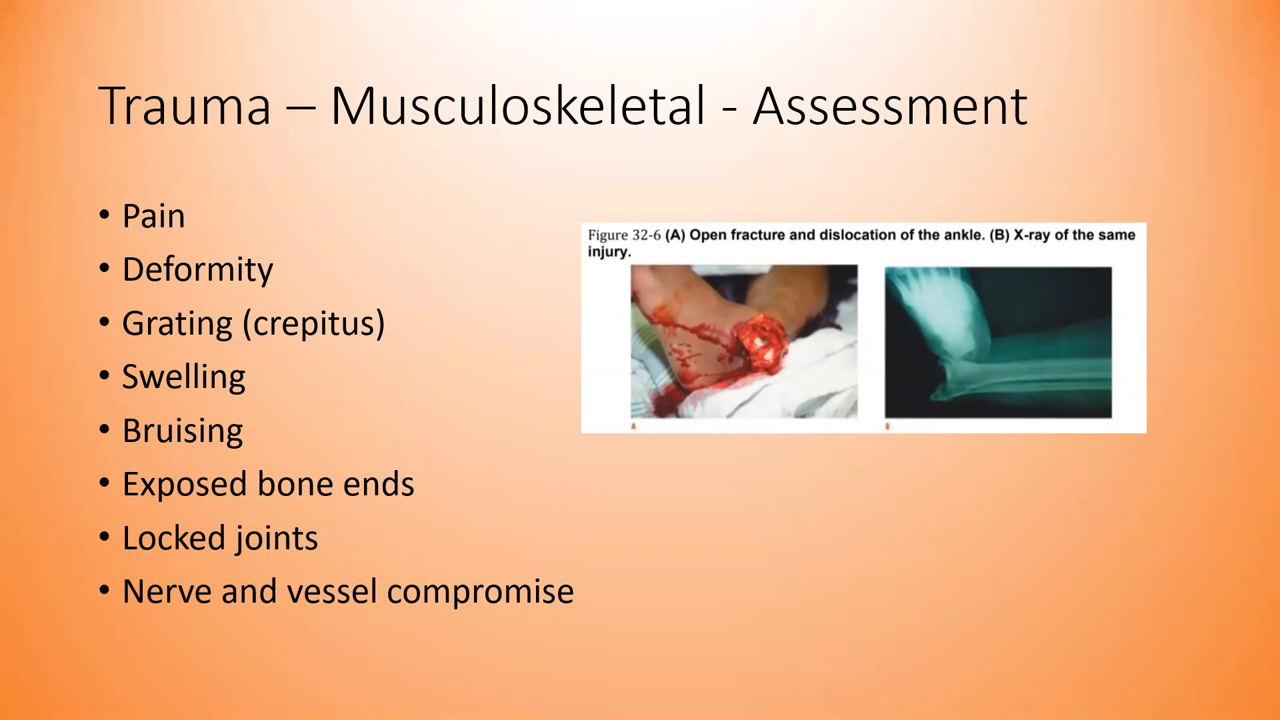 Trauma – Musculoskeletal - Assessment
• Pain
• Deformity
• Grating (crepitus)
• Swelling
• Bruising
• Exposed bone ends
• Locked joints
• Nerve and vessel compromise
Figure 32-6 (A) Open fracture and dislocation of the ankle. (B) X-ray of the same
injury.
A
B